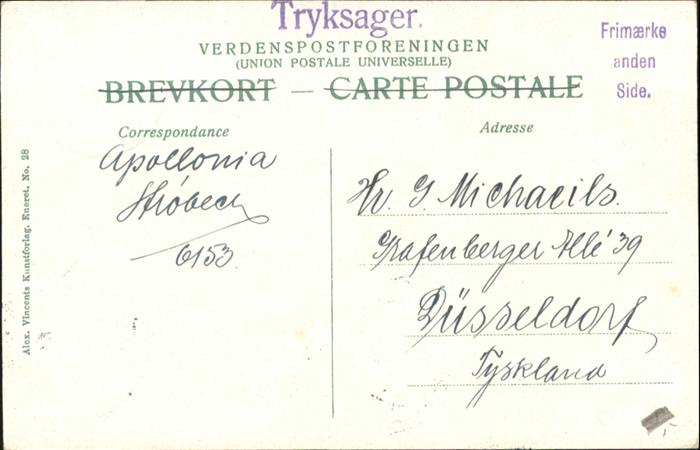 Tryksager.
Frimærke
anden
Side.
VERDENSPOSTFORENINGEN
(UNION POSTALE UNIVERSELLE)
BREVKORT — CARTE POSTALE
Correspondance
Adresse
Apollonia
Strøbech
6153.
Hr. G Michaeils.
Grafenberger Allé 39
Düsseldorf
Tyskland
Alex. Vincents Kunstforlag. Eneret. No. 28